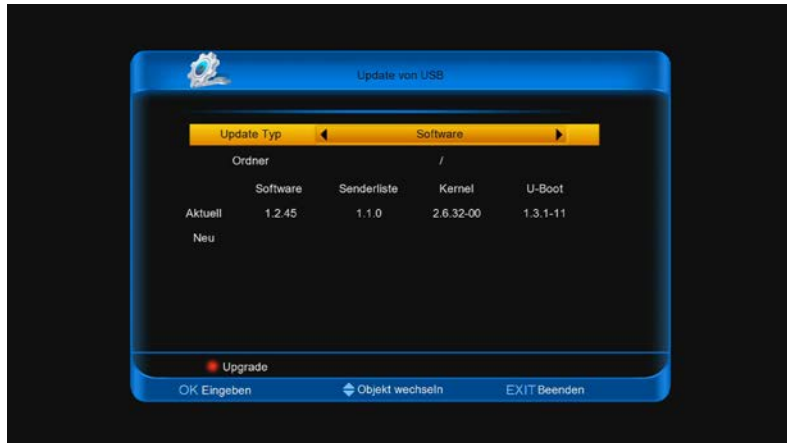 Update von USB
Update Typ Software
Ordner /
Software Senderliste Kernel U-Boot
Aktuell 1.2.45 1.1.0 2.6.32-00 1.3.1-11
Neu
Upgrade
OK Eingeben Objekt wechseln EXIT Beenden